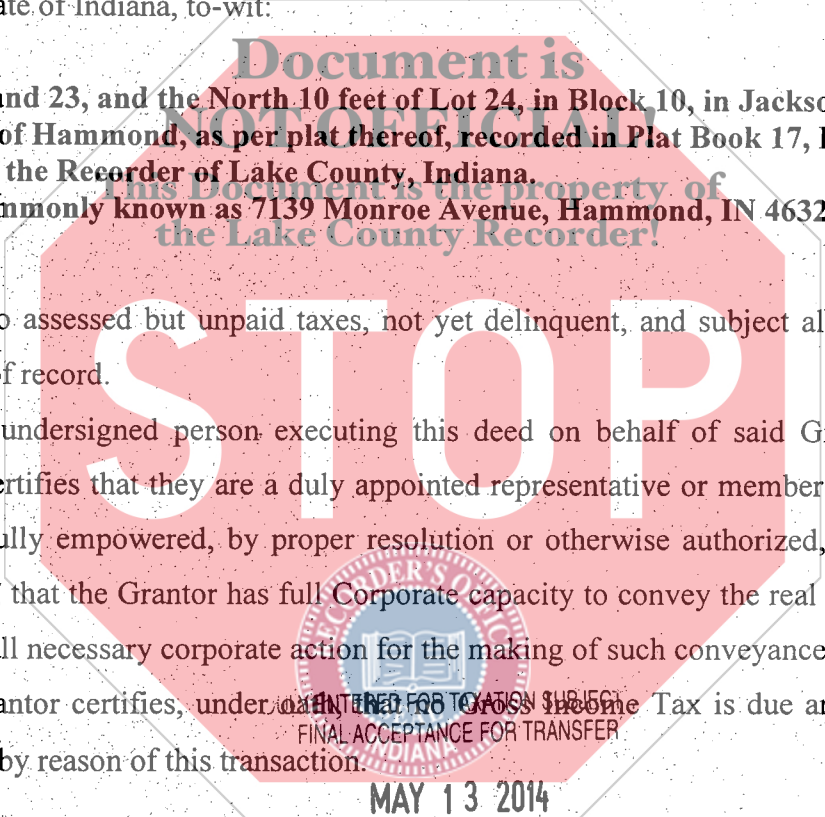 ate of Indiana, to-wit:
Document is
and 23, and the North 10 feet of Lot 24, in Block 10, in Jackso
NOT OFFICIAL!
of Hammond, as per plat thereof, recorded in Plat Book 17,
the Recorder of Lake County, Indiana.
This Document is the property of
mmonly known as 7139 Monroe Avenue, Hammond, IN 4632
the Lake County Recorder!
o assessed but unpaid taxes, not yet delinquent, and subject al
f record.
STOP
undersigned person executing this deed on behalf of said G
ertifies that they are a duly appointed representative or member
ully empowered, by proper resolution or otherwise authorized,
that the Grantor has full Corporate capacity to convey the real
ll necessary corporate action for the making of such conveyance
antor certifies, under oath, that no Gross Income Tax is due a
ENTERED FOR TAXATION SUBJECT
FINAL ACCEPTANCE FOR TRANSFER
by reason of this transaction.
INDIANA
MAY 13 2014